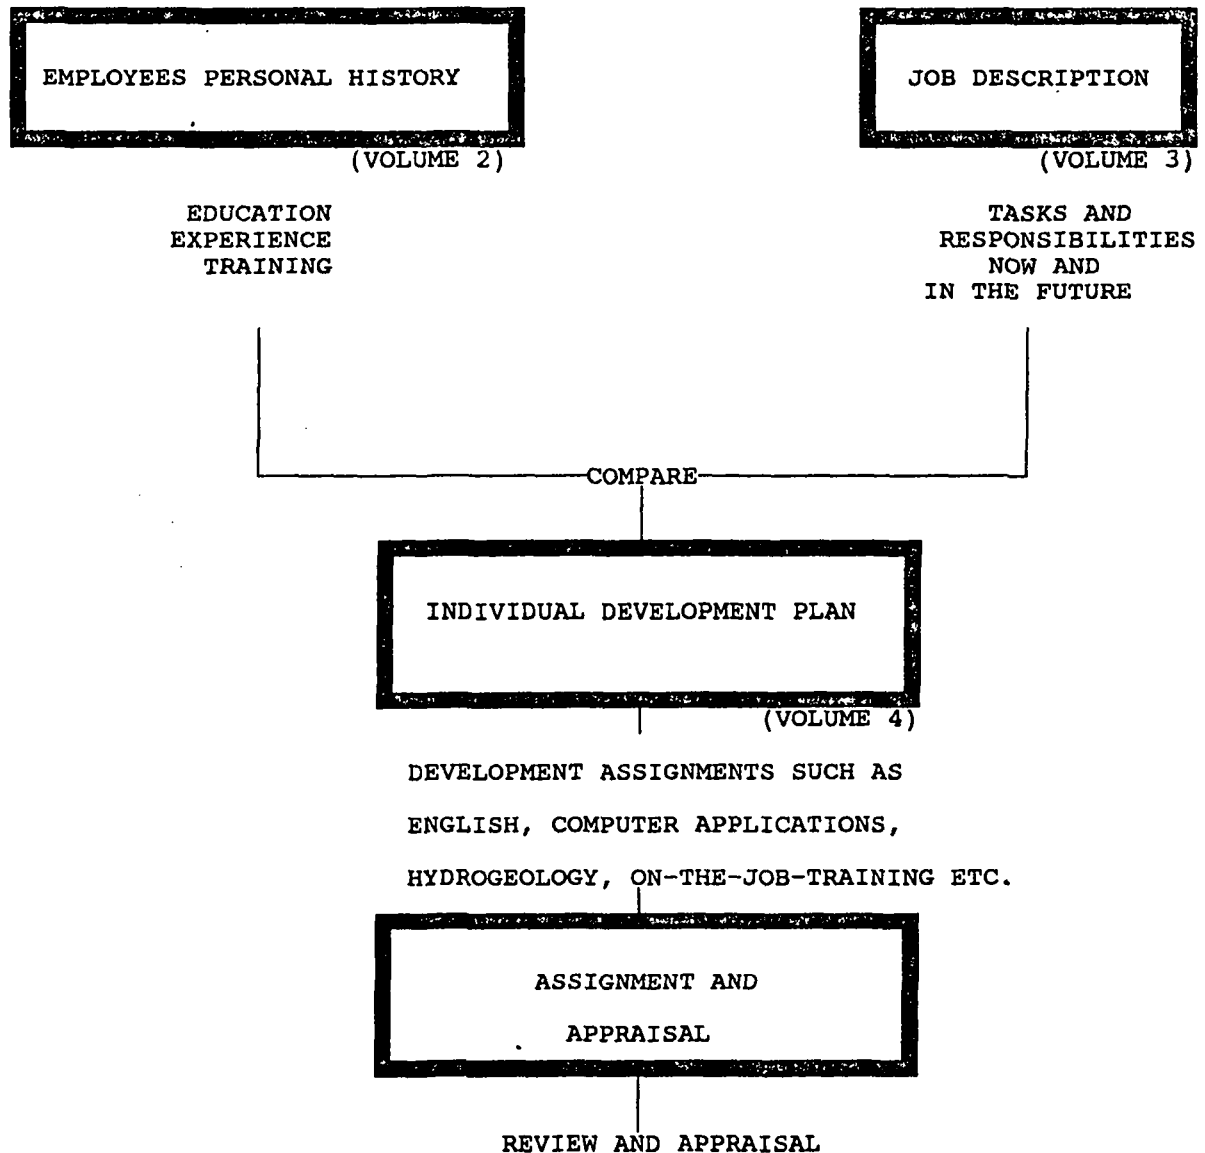 EMPLOYEES PERSONAL HISTORY
(VOLUME 2)
EDUCATION
EXPERIENCE
TRAINING
JOB DESCRIPTION
(VOLUME 3)
TASKS AND
RESPONSIBILITIES
NOW AND
IN THE FUTURE
COMPARE
INDIVIDUAL DEVELOPMENT PLAN
(VOLUME 4)
DEVELOPMENT ASSIGNMENTS SUCH AS
ENGLISH, COMPUTER APPLICATIONS,
HYDROGEOLOGY, ON-THE-JOB-TRAINING ETC.
ASSIGNMENT AND
APPRAISAL
REVIEW AND APPRAISAL